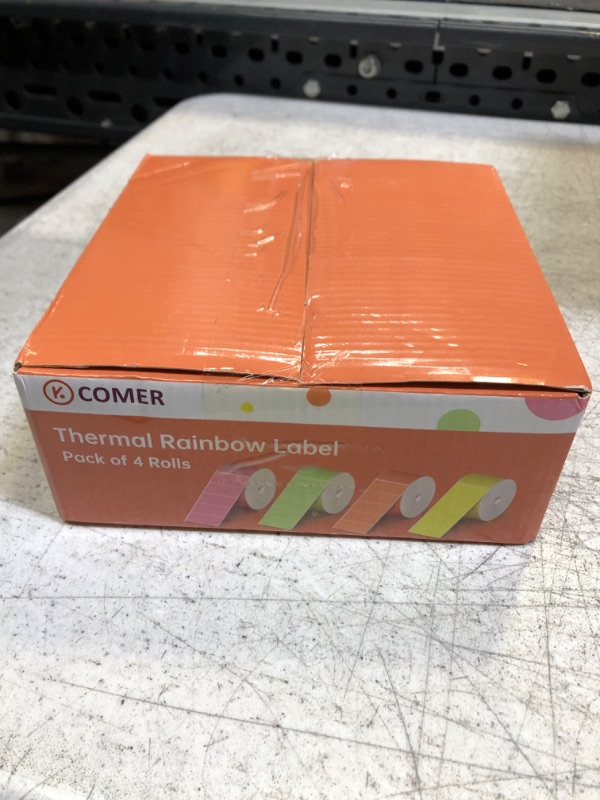 K COMER
Thermal Rainbow Label
Pack of 4 Rolls